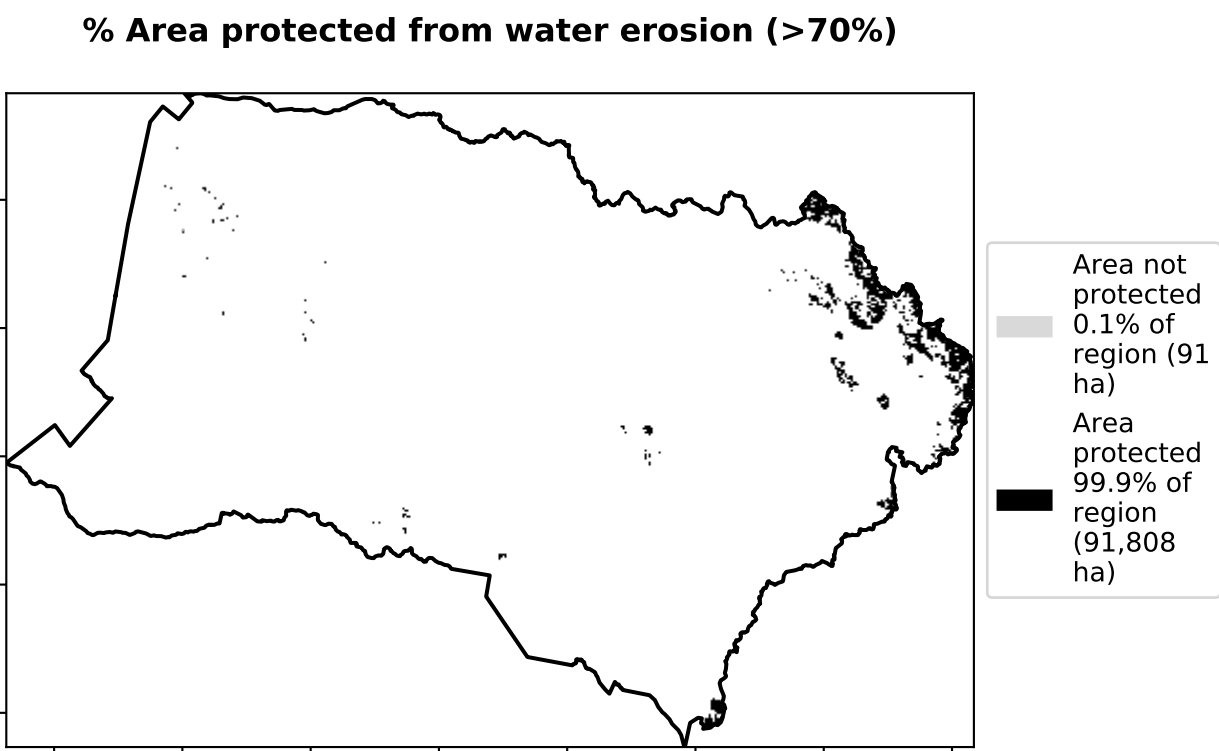 % Area protected from water erosion (>70%)
Area not
protected
0.1% of
region (91
ha)
Area
protected
99.9% of
region
(91,808
ha)